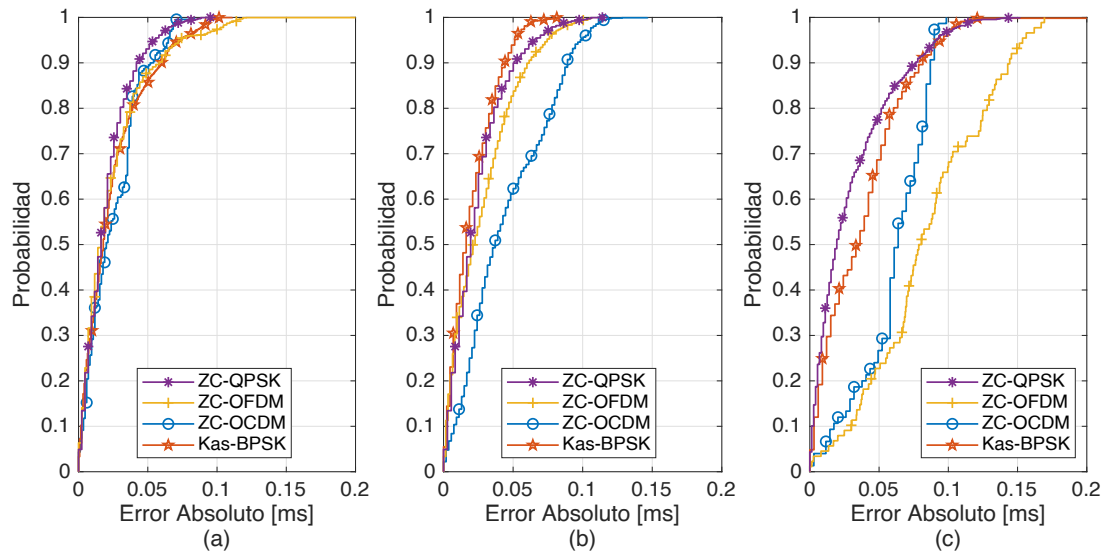 1
0.9
0.8
0.7
0.6
0.5
0.4
0.3
0.2
0.1
0
Probabilidad
ZC-QPSK
ZC-OFDM
ZC-OCDM
Kas-BPSK
0 0.05 0.1 0.15 0.2
Error Absoluto [ms]
(a)
1
0.9
0.8
0.7
0.6
0.5
0.4
0.3
0.2
0.1
0
Probabilidad
ZC-QPSK
ZC-OFDM
ZC-OCDM
Kas-BPSK
0 0.05 0.1 0.15 0.2
Error Absoluto [ms]
(b)
1
0.9
0.8
0.7
0.6
0.5
0.4
0.3
0.2
0.1
0
Probabilidad
ZC-QPSK
ZC-OFDM
ZC-OCDM
Kas-BPSK
0 0.05 0.1 0.15 0.2
Error Absoluto [ms]
(c)